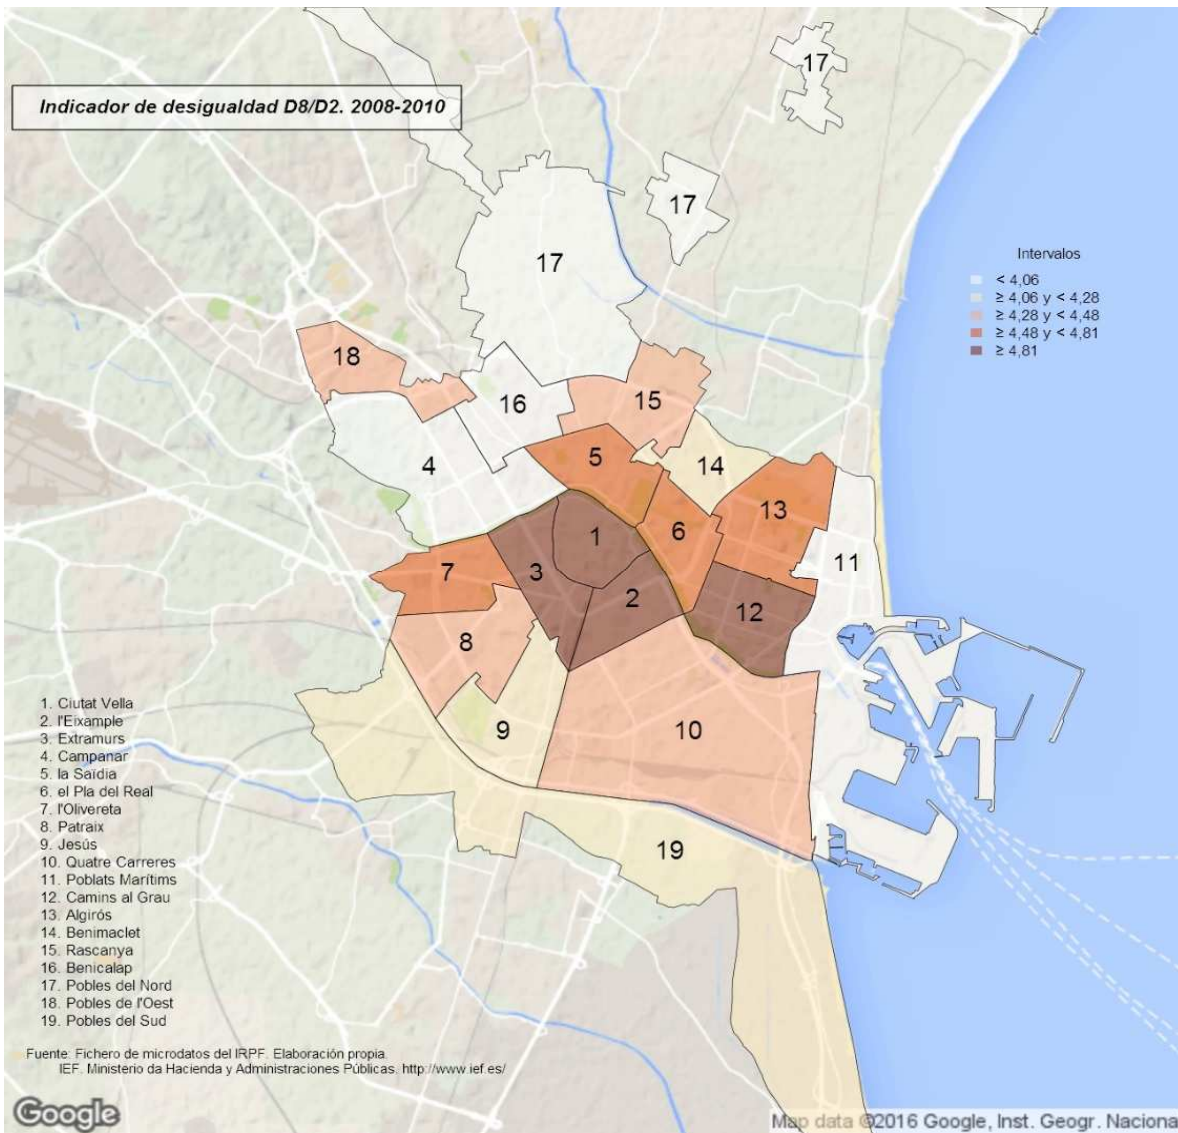 Indicador de desigualdad D8/D2. 2008-2010
17
17
17
Intervalos
< 4,06
≥ 4,06 y < 4,28
≥ 4,28 y < 4,48
≥ 4,48 y < 4,81
≥ 4,81
18
16
15
4
5
14
13
6
1
11
7
3
2
12
8
9
10
19
1. Ciutat Vella
2. l'Eixample
3. Extramurs
4. Campanar
5. la Saïdia
6. el Pla del Real
7. l'Olivereta
8. Patraix
9. Jesús
10. Quatre Carreres
11. Poblats Marítims
12. Camins al Grau
13. Algirós
14. Benimaclet
15. Rascanya
16. Benicalap
17. Pobles del Nord
18. Pobles de l'Oest
19. Pobles del Sud
Fuente: Fichero de microdatos del IRPF. Elaboración propia.
IEF. Ministerio da Hacienda y Administraciones Públicas. http://www.ief.es/
Google
Map data ©2016 Google, Inst. Geogr. Naciona